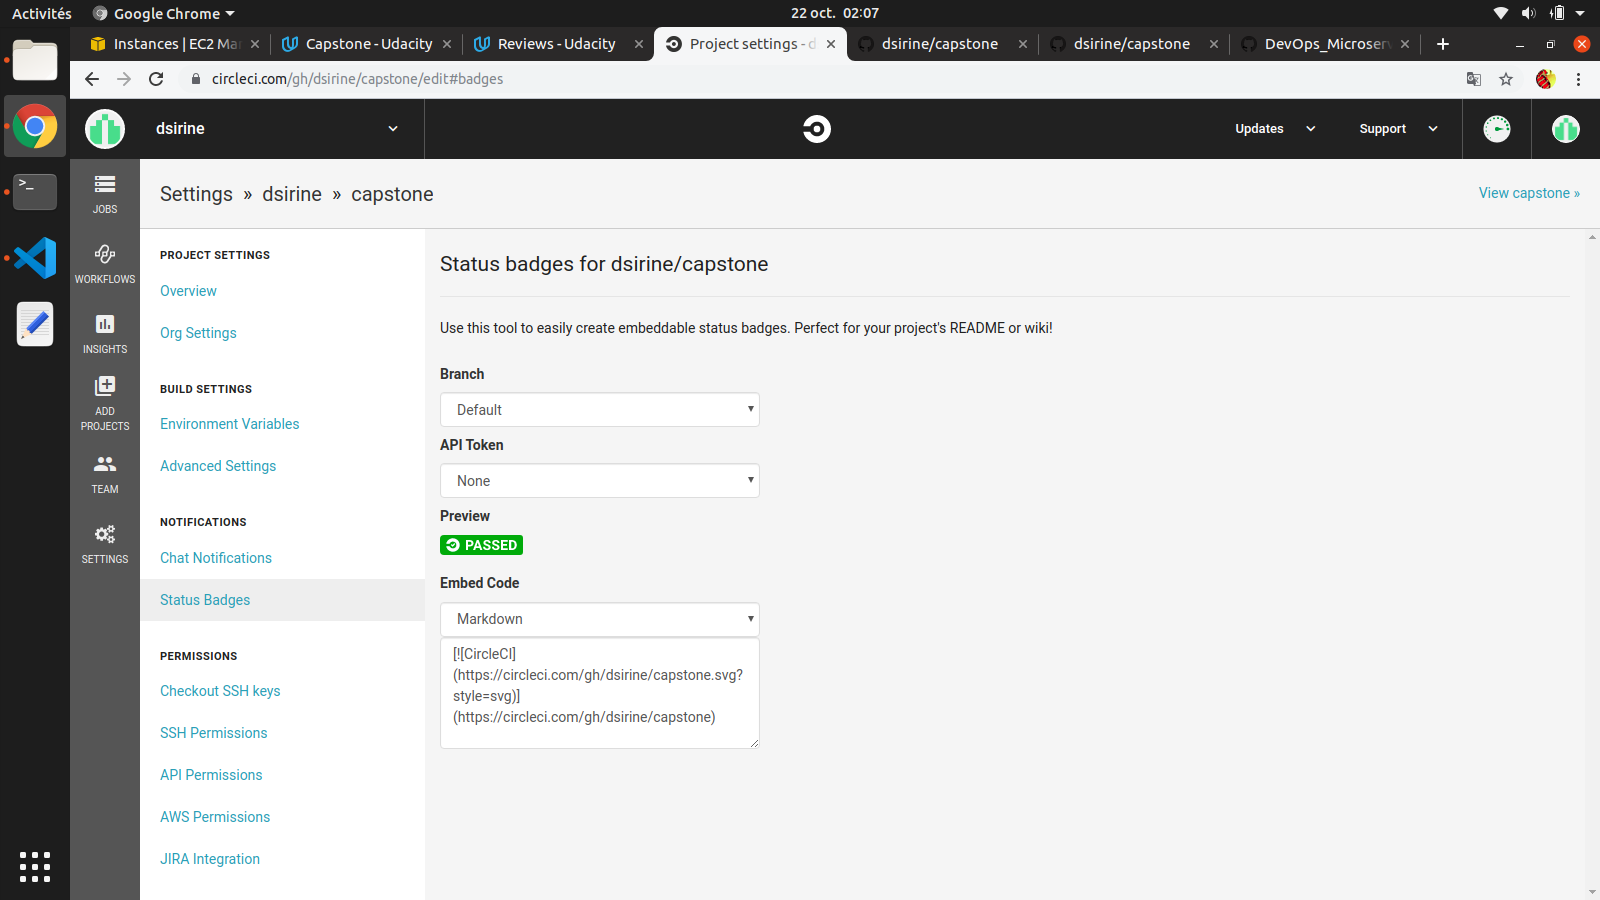 Activités
Google Chrome
22 oct. 02:07
Instances | EC2 Ma
Capstone - Udacity
Reviews - Udacity
Project settings - d
dsirine/capstone
dsirine/capstone
DevOps_Microser
circleci.com/gh/dsirine/capstone/edit#badges
dsirine
Updates
Support
JOBS
WORKFLOWS
INSIGHTS
ADD
PROJECTS
TEAM
SETTINGS
Settings » dsirine » capstone
View capstone »
PROJECT SETTINGS
Overview
Org Settings
BUILD SETTINGS
Environment Variables
Advanced Settings
NOTIFICATIONS
Chat Notifications
Status Badges
PERMISSIONS
Checkout SSH keys
SSH Permissions
API Permissions
AWS Permissions
JIRA Integration
Status badges for dsirine/capstone
Use this tool to easily create embeddable status badges. Perfect for your project's README or wiki!
Branch
Default
API Token
None
Preview
PASSED
Embed Code
Markdown
[![CircleCI]
(https://circleci.com/gh/dsirine/capstone.svg?
style=svg)]
(https://circleci.com/gh/dsirine/capstone)